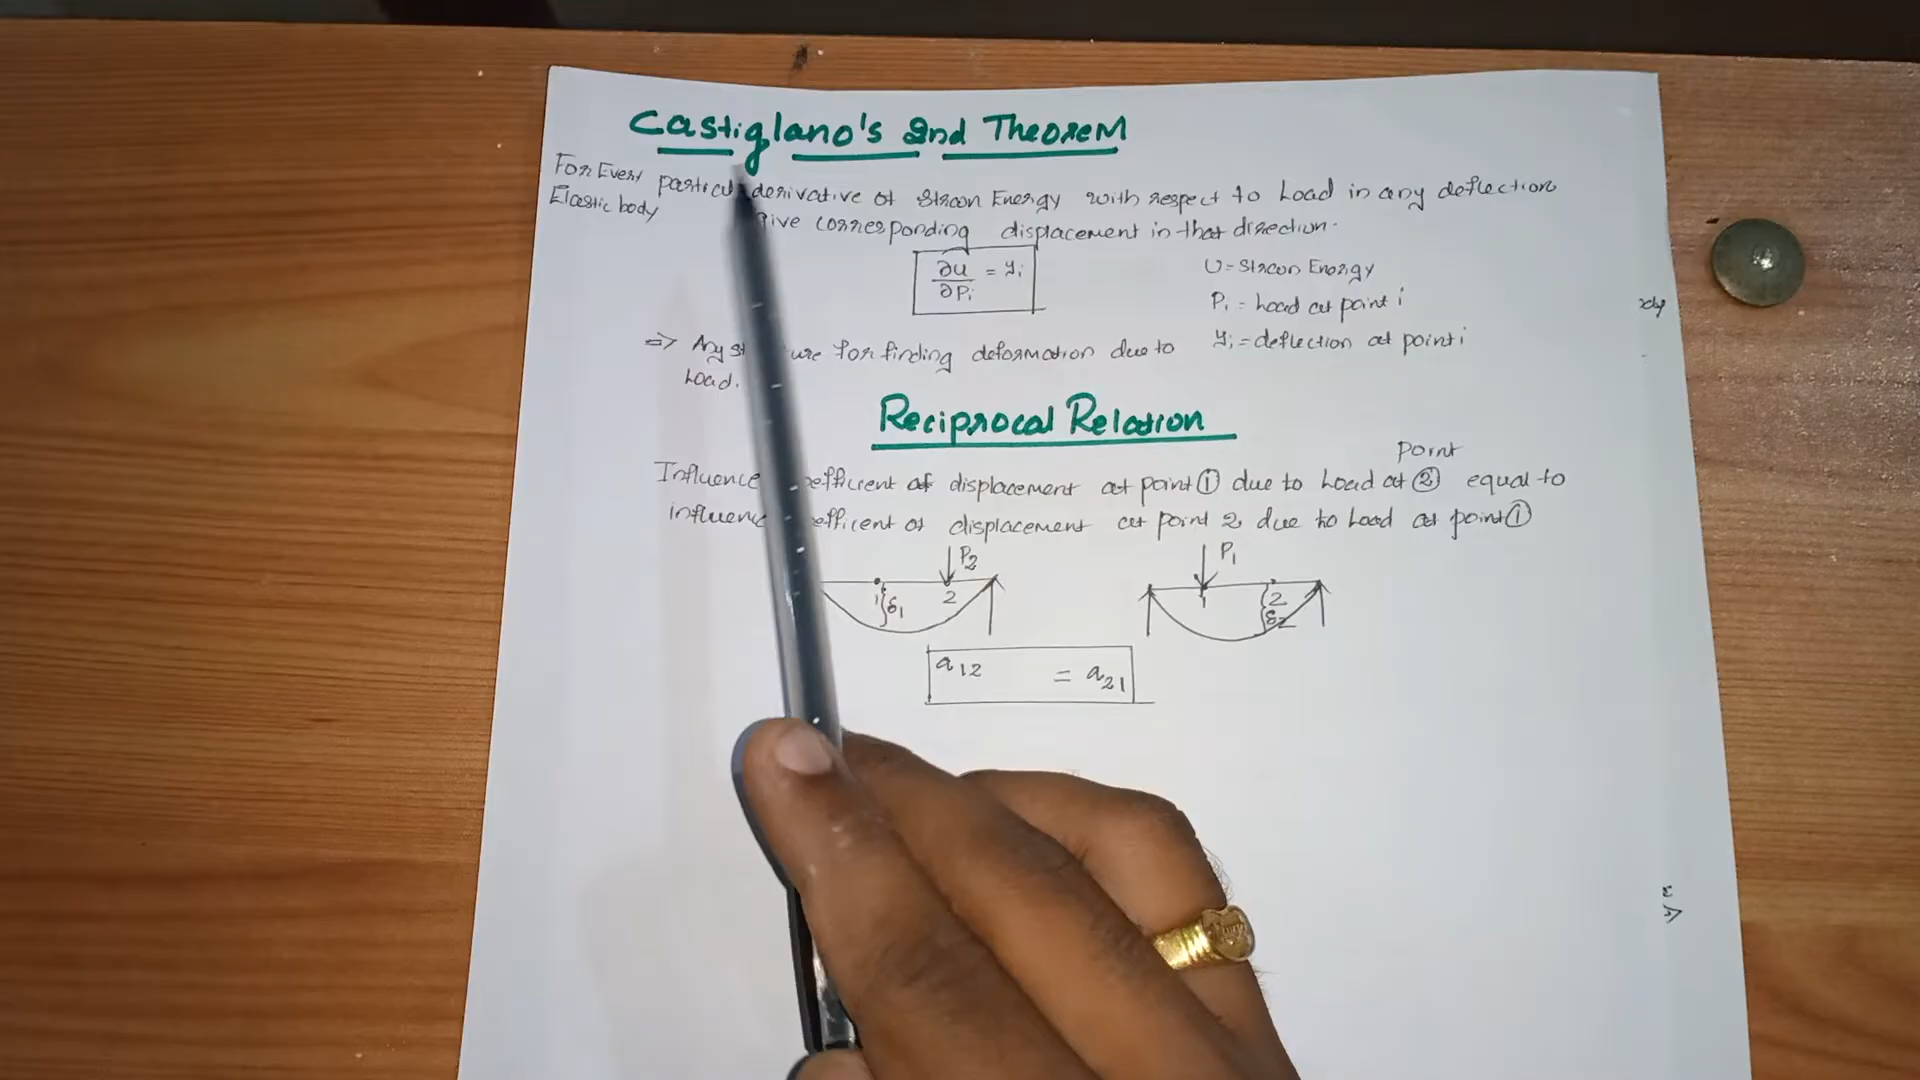 Castiglano's 2nd Theorem
For Every
Elastic body
derivative of Strain Energy with respect to Load in any deflection
give corresponding displacement in that direction.
∂u/∂Pi = yi
U = Strain Energy
Pi = Load at point i
yi = deflection at point i
⇒ Any for finding deformation due to
Load.
Reciprocal Relation
point
Influence of displacement at point ① due to Load at ② equal to
of displacement at point 2 due to Load at point ①
P2
1 δ1 2
P1
1 2
δ2
a12 = a21